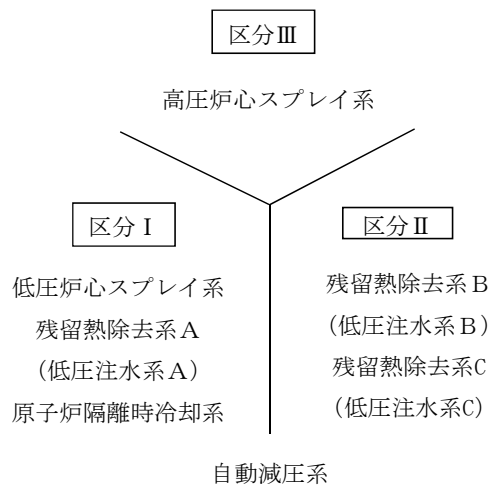 区分Ⅲ
高圧炉心スプレイ系
区分Ⅰ
低圧炉心スプレイ系
残留熱除去系A
(低圧注水系A)
原子炉隔離時冷却系
区分Ⅱ
残留熱除去系B
(低圧注水系B)
残留熱除去系C
(低圧注水系C)
自動減圧系